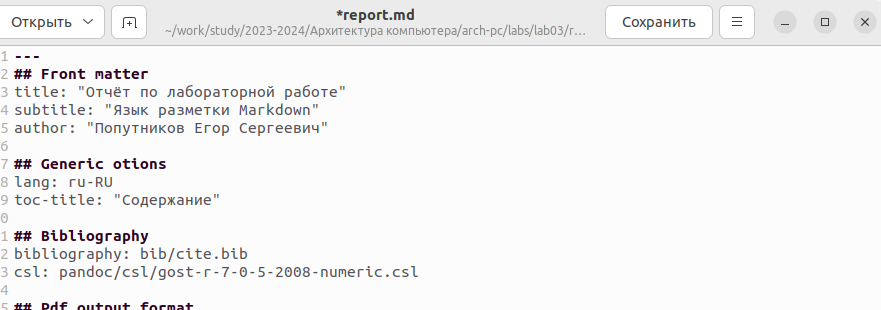 Открыть
*report.md
~/work/study/2023-2024/Архитектура компьютера/arch-pc/labs/lab03/r…
Сохранить
1 ---
2 ## Front matter
3 title: "Отчёт по лабораторной работе"
4 subtitle: "Язык разметки Markdown"
5 author: "Попутников Егор Сергеевич"
6
7 ## Generic otions
8 lang: ru-RU
9 toc-title: "Содержание"
0
1 ## Bibliography
2 bibliography: bib/cite.bib
3 csl: pandoc/csl/gost-r-7-0-5-2008-numeric.csl
4
5 ## Pdf output format